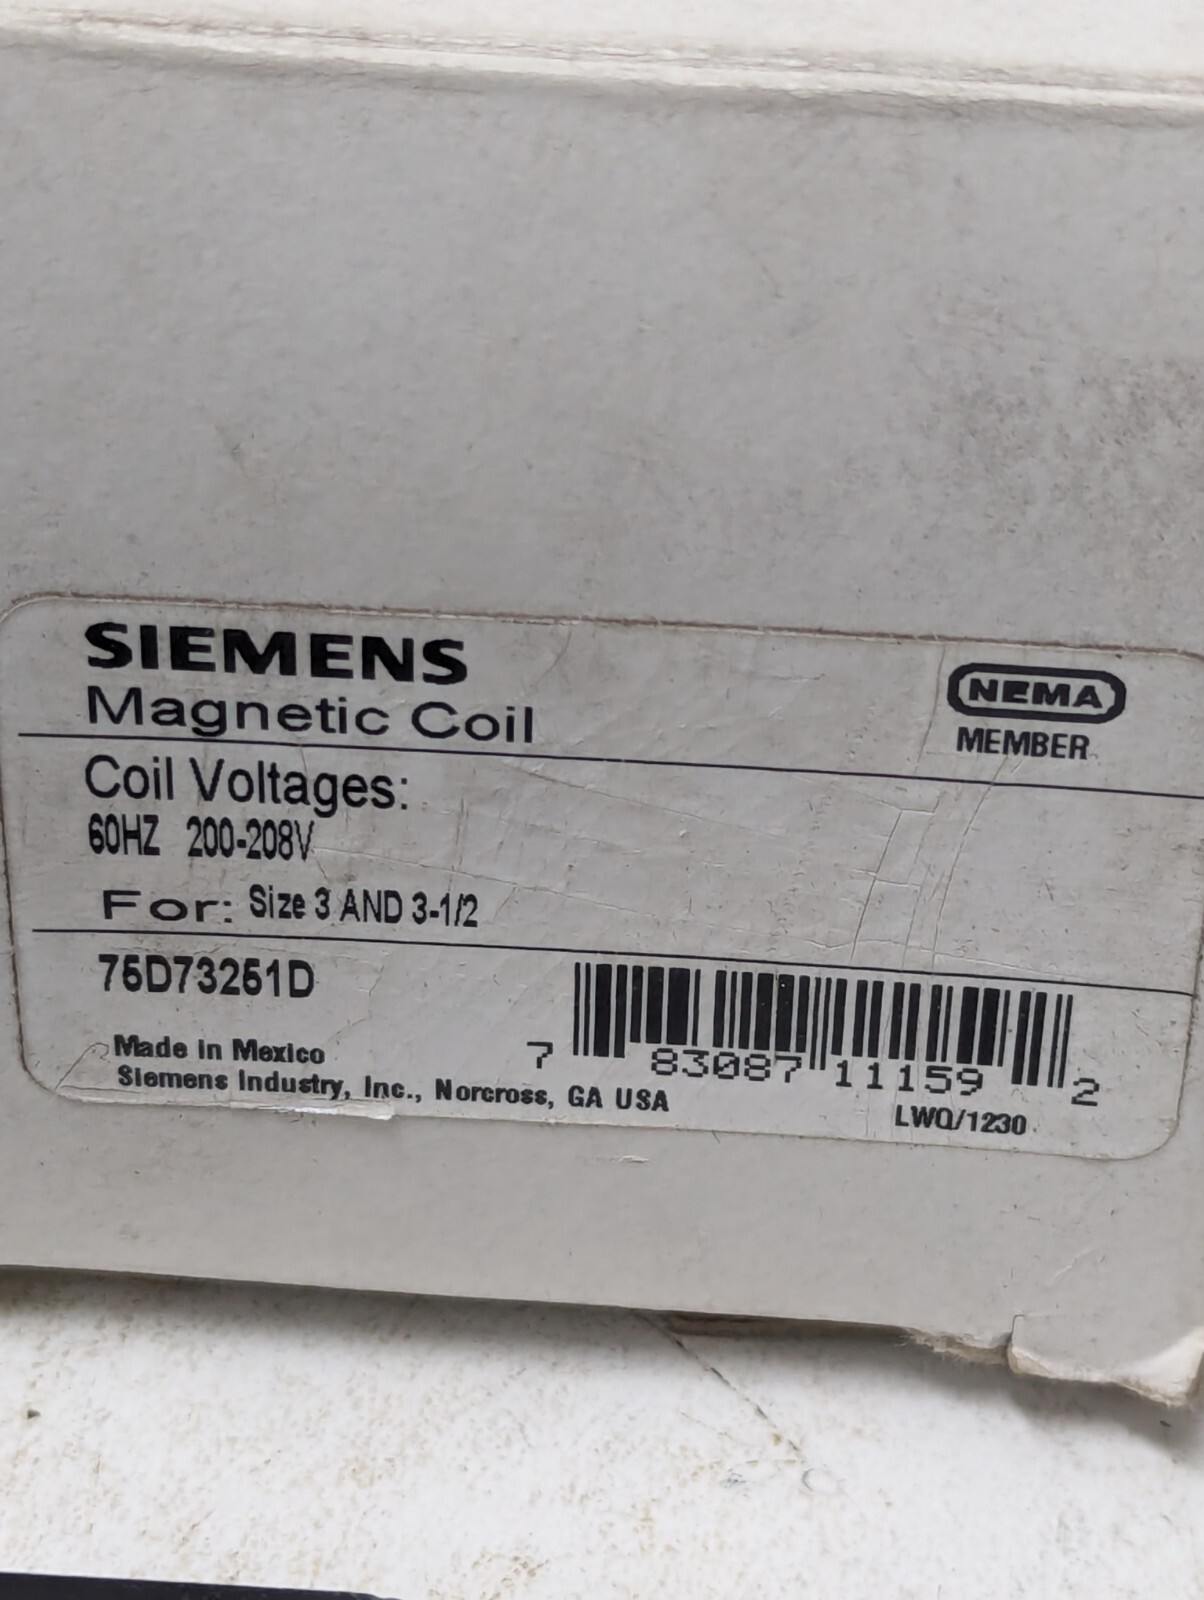 SIEMENS
Magnetic Coil
NEMA
MEMBER
Coil Voltages:
60HZ 200-208V
For: Size 3 AND 3-1/2
75D73251D
7 83087 11159 2
Made in Mexico
Siemens Industry, Inc., Norcross, GA USA
LWQ/1230